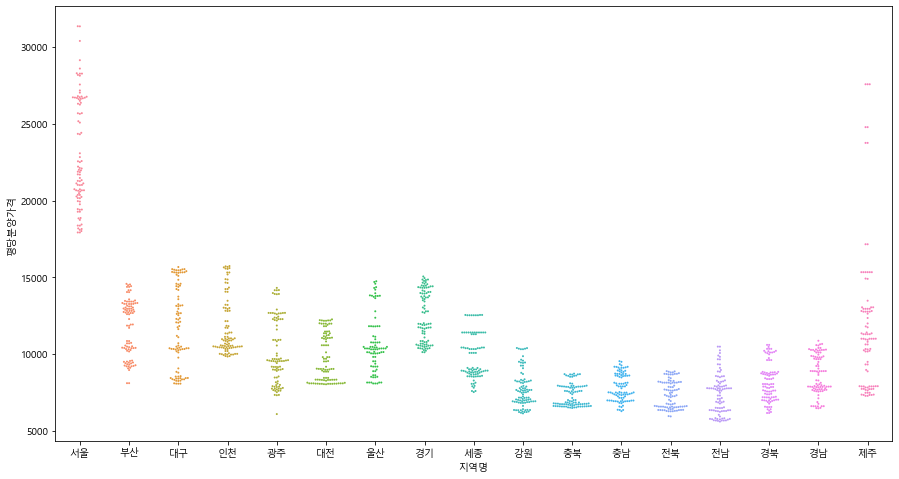 30000
25000
20000
15000
10000
5000
평당분양가격
서울 부산 대구 인천 광주 대전 울산 경기 세종 강원 충북 충남 전북 전남 경북 경남 제주
지역명